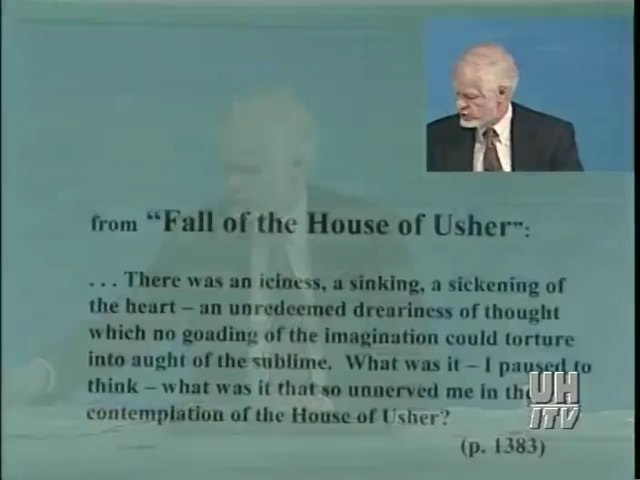 from “Fall of the House of Usher”:
. . . There was an iciness, a sinking, a sickening of
the heart – an unredeemed dreariness of thought
which no goading of the imagination could torture
into aught of the sublime. What was it – I paused to
think – what was it that so unnerved me in the
contemplation of the House of Usher?
(p. 1383)
UH
ITV